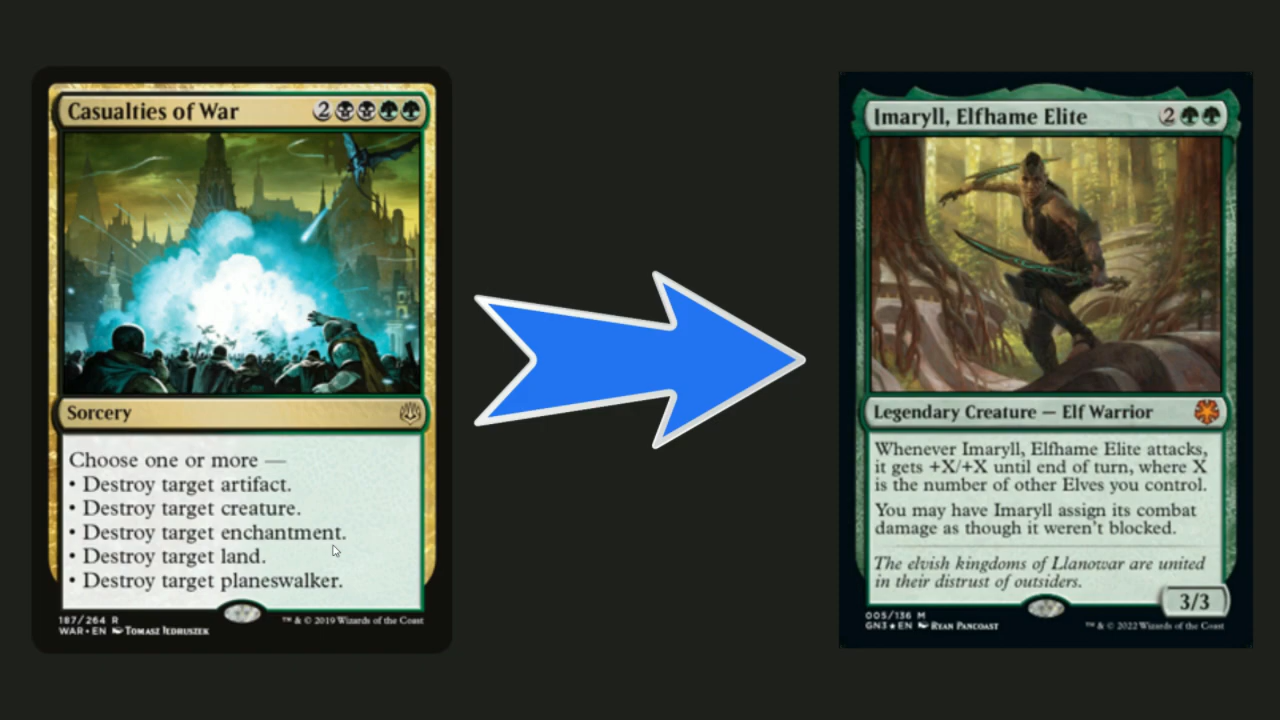 Casualties of War 2
Sorcery
Choose one or more —
• Destroy target artifact.
• Destroy target creature.
• Destroy target enchantment.
• Destroy target land.
• Destroy target planeswalker.
187/264 R
WAR • EN Tomasz Jedruszek
™ & © 2019 Wizards of the Coast
Imaryll, Elfhame Elite 2
Legendary Creature — Elf Warrior
Whenever Imaryll, Elfhame Elite attacks,
it gets +X/+X until end of turn, where X
is the number of other Elves you control.
You may have Imaryll assign its combat
damage as though it weren't blocked.
The elvish kingdoms of Llanowar are united
in their distrust of outsiders.
3/3
005/136 M
GN3 ★ EN Ryan Pancoast
™ & © 2022 Wizards of the Coast